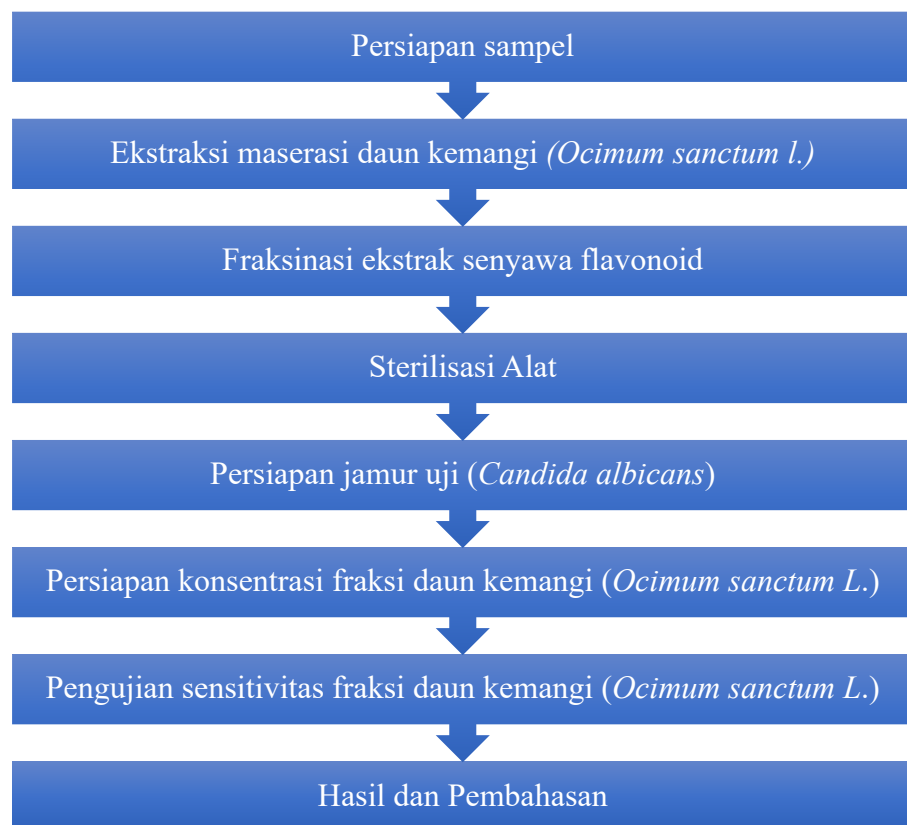 Persiapan sampel
Ekstraksi maserasi daun kemangi (Ocimum sanctum l.)
Fraksinasi ekstrak senyawa flavonoid
Sterilisasi Alat
Persiapan jamur uji (Candida albicans)
Persiapan konsentrasi fraksi daun kemangi (Ocimum sanctum L.)
Pengujian sensitivitas fraksi daun kemangi (Ocimum sanctum L.)
Hasil dan Pembahasan